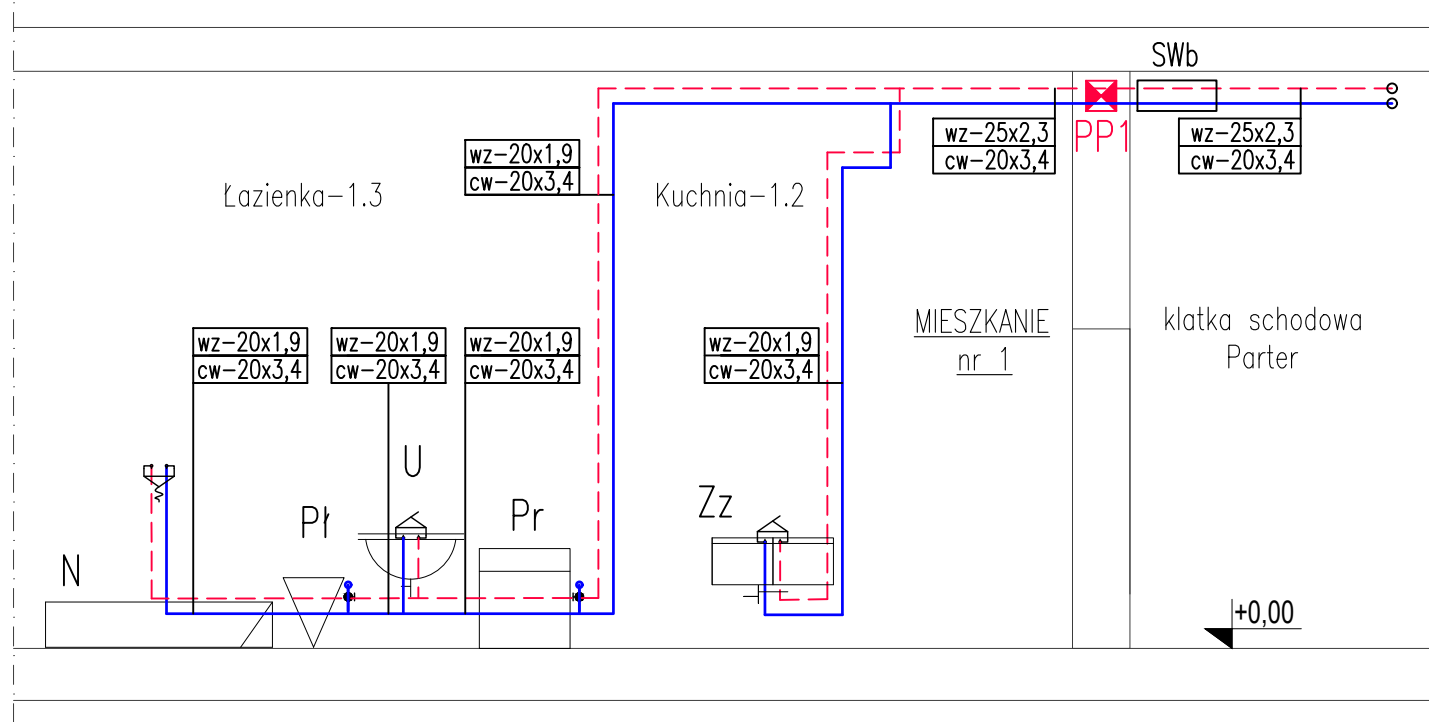 SWb
wz-25x2,3
cw-20x3,4
PP1
wz-25x2,3
cw-20x3,4
wz-20x1,9
cw-20x3,4
Łazienka-1.3
Kuchnia-1.2
MIESZKANIE
nr 1
klatka schodowa
Parter
wz-20x1,9
cw-20x3,4
wz-20x1,9
cw-20x3,4
wz-20x1,9
cw-20x3,4
wz-20x1,9
cw-20x3,4
N
Pł
U
Pr
Zz
+0,00